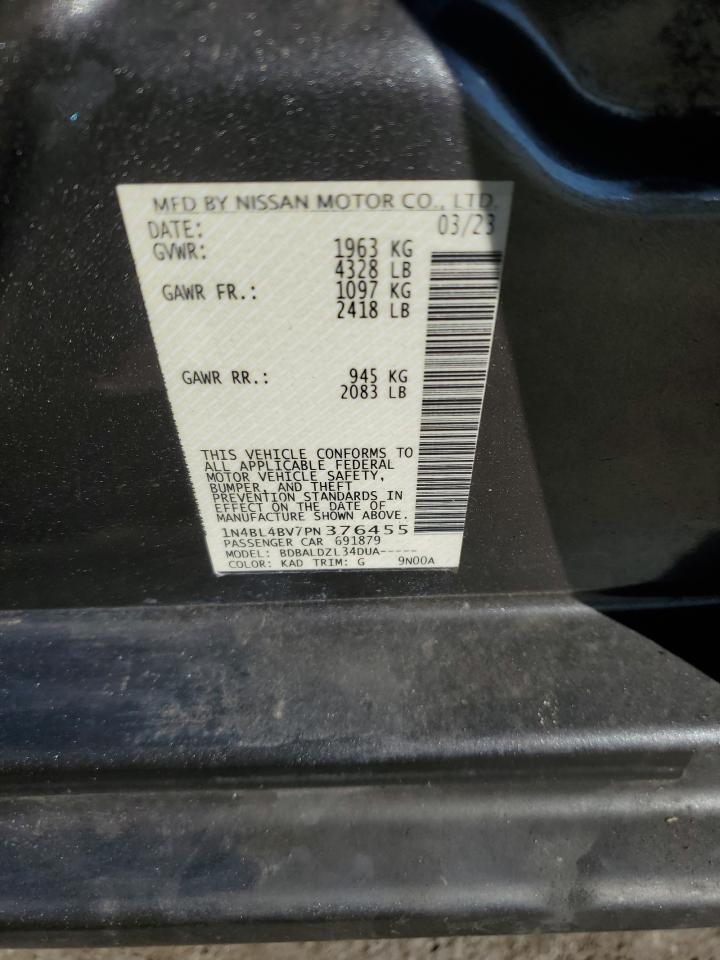 MFD BY NISSAN MOTOR CO., LTD.
DATE: 03/23
GVWR: 1963 KG
4328 LB
GAWR FR.: 1097 KG
2418 LB
GAWR RR.: 945 KG
2083 LB
THIS VEHICLE CONFORMS TO
ALL APPLICABLE FEDERAL
MOTOR VEHICLE SAFETY,
BUMPER, AND THEFT
PREVENTION STANDARDS IN
EFFECT ON THE DATE OF
MANUFACTURE SHOWN ABOVE.
1N4BL4BV7PN376455
PASSENGER CAR 691879
MODEL: BDBALDZL34DUA-----
COLOR: KAD TRIM: G 9N00A